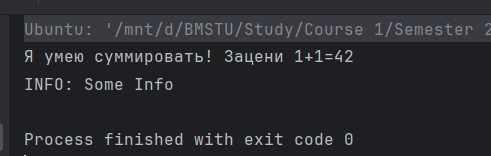 Ubuntu: '/mnt/d/BMSTU/Study/Course 1/Semester 2
Я умею суммировать! Зацени 1+1=42
INFO: Some Info
Process finished with exit code 0